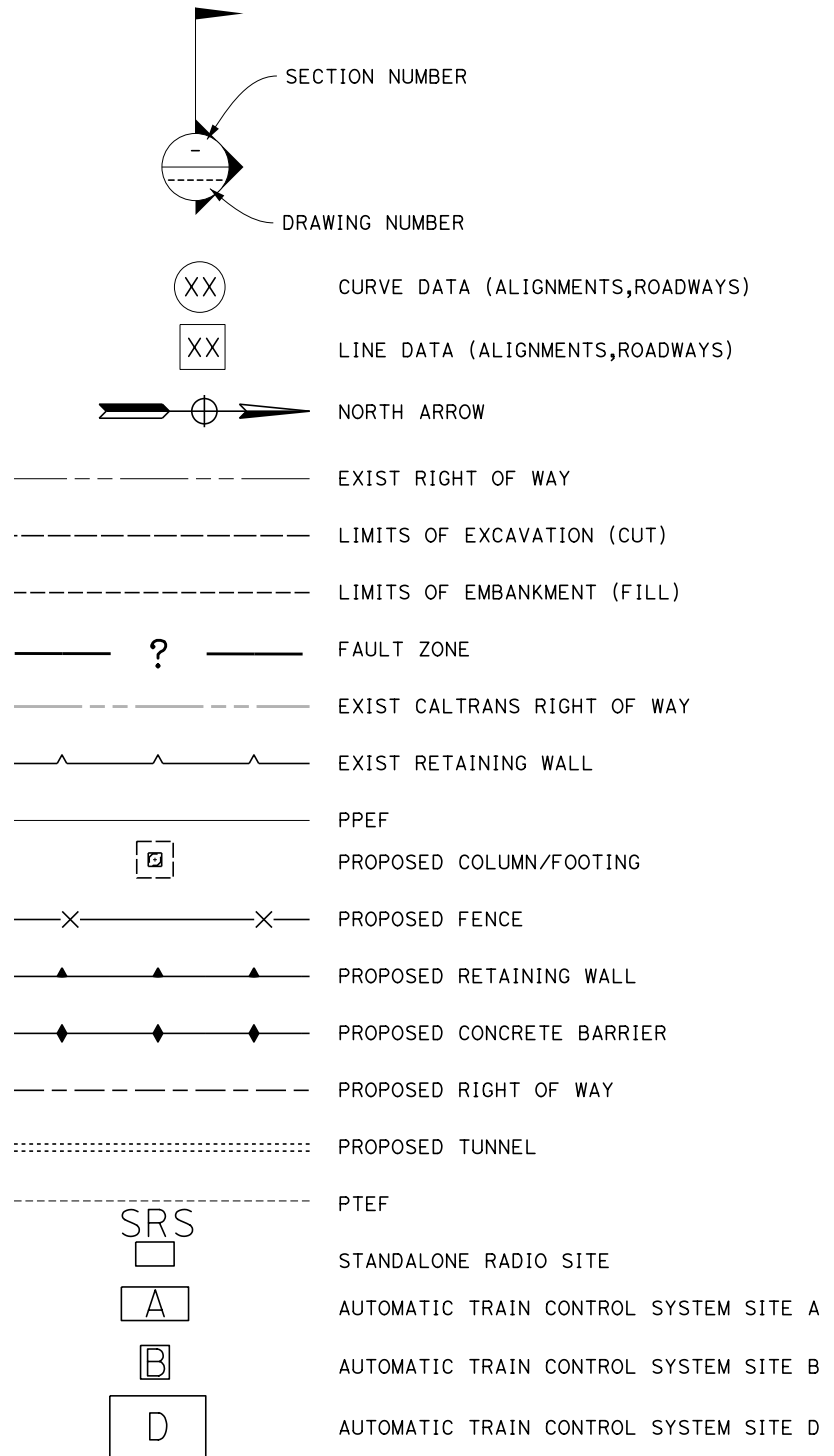 SECTION NUMBER
-
DRAWING NUMBER
XX CURVE DATA (ALIGNMENTS,ROADWAYS)
XX LINE DATA (ALIGNMENTS,ROADWAYS)
NORTH ARROW
EXIST RIGHT OF WAY
LIMITS OF EXCAVATION (CUT)
LIMITS OF EMBANKMENT (FILL)
? FAULT ZONE
EXIST CALTRANS RIGHT OF WAY
EXIST RETAINING WALL
PPEF
PROPOSED COLUMN/FOOTING
PROPOSED FENCE
PROPOSED RETAINING WALL
PROPOSED CONCRETE BARRIER
PROPOSED RIGHT OF WAY
PROPOSED TUNNEL
PTEF
SRS
STANDALONE RADIO SITE
A AUTOMATIC TRAIN CONTROL SYSTEM SITE A
B AUTOMATIC TRAIN CONTROL SYSTEM SITE B
D AUTOMATIC TRAIN CONTROL SYSTEM SITE D